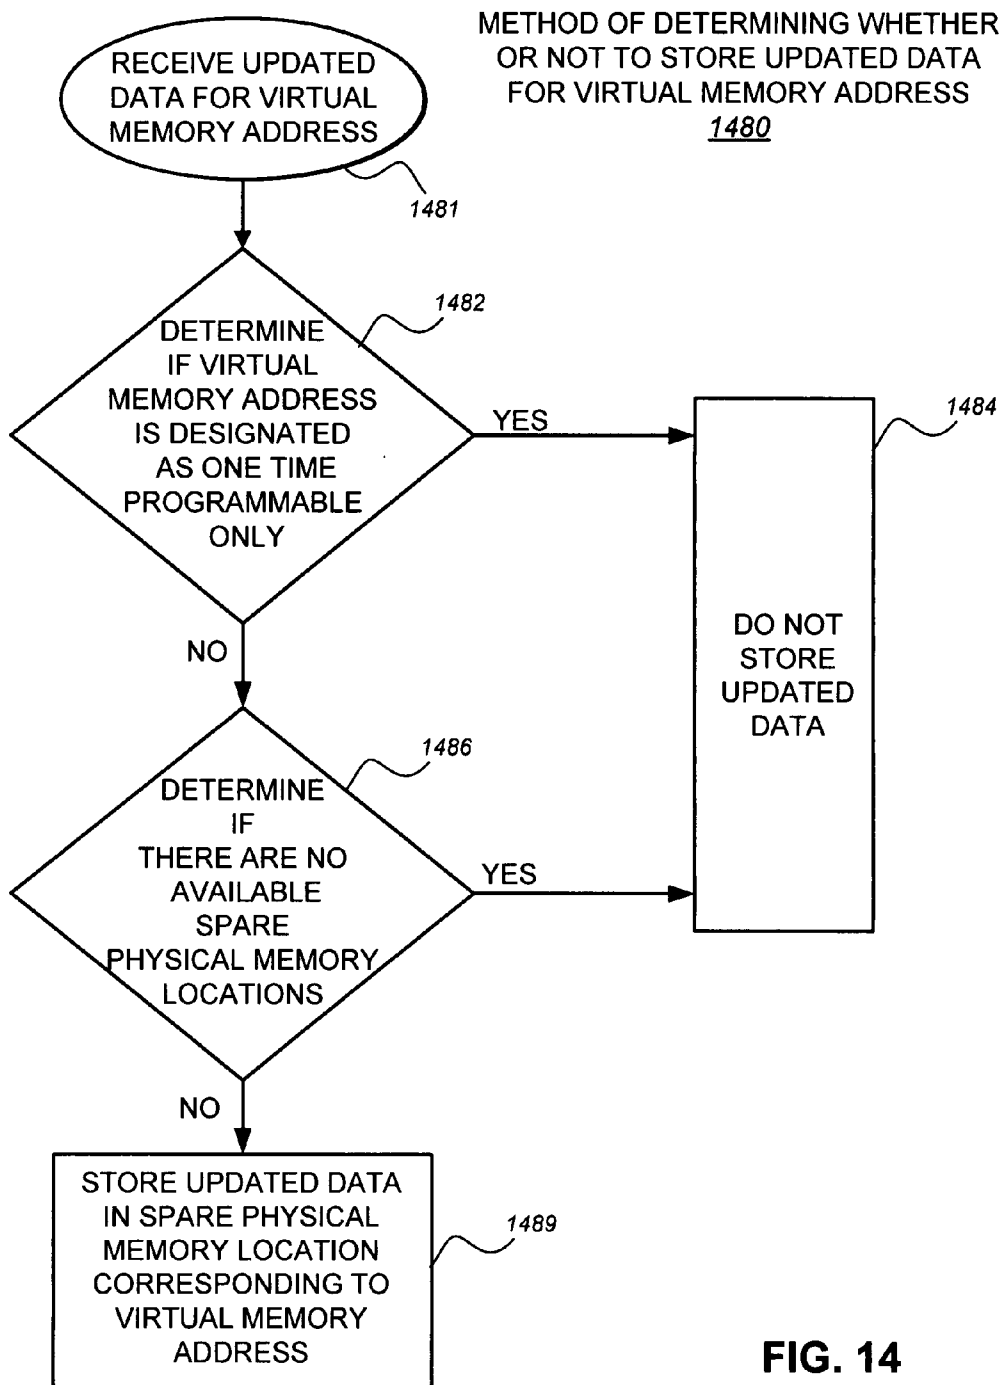 METHOD OF DETERMINING WHETHER
OR NOT TO STORE UPDATED DATA
FOR VIRTUAL MEMORY ADDRESS
1480
RECEIVE UPDATED
DATA FOR VIRTUAL
MEMORY ADDRESS
1481
1482
DETERMINE
IF VIRTUAL
MEMORY ADDRESS
IS DESIGNATED
AS ONE TIME
PROGRAMMABLE
ONLY
YES
1484
DO NOT
STORE
UPDATED
DATA
NO
1486
DETERMINE
IF
THERE ARE NO
AVAILABLE
SPARE
PHYSICAL MEMORY
LOCATIONS
YES
NO
STORE UPDATED DATA
IN SPARE PHYSICAL
MEMORY LOCATION
CORRESPONDING TO
VIRTUAL MEMORY
ADDRESS
1489
FIG. 14